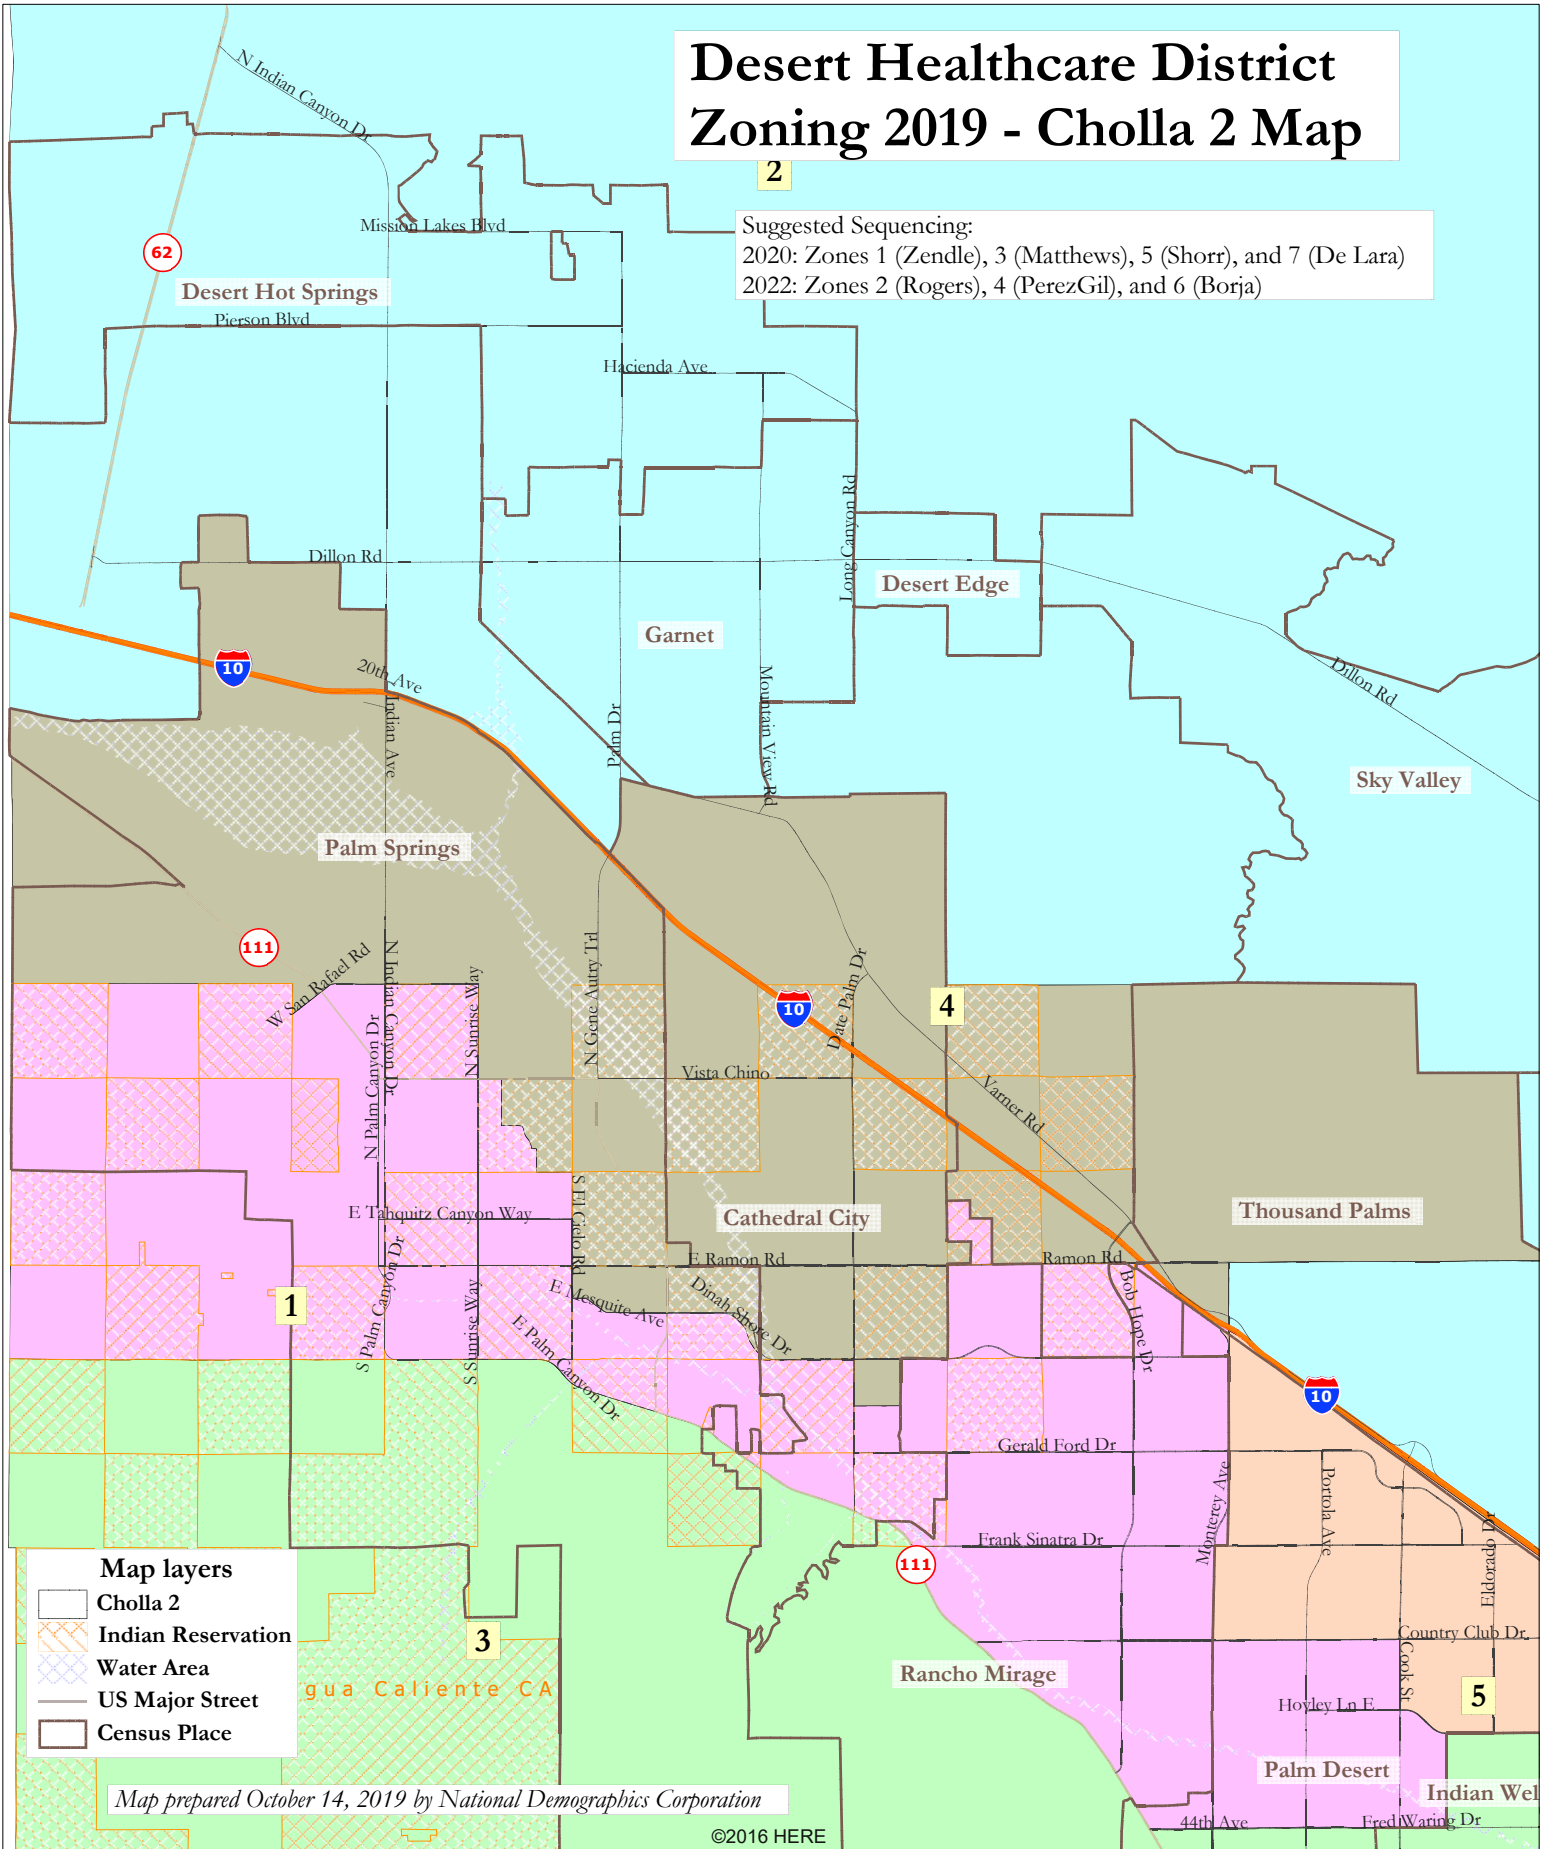 Desert Healthcare District
Zoning 2019 - Cholla 2 Map
N Indian Canyon Dr
2
Suggested Sequencing:
2020: Zones 1 (Zendle), 3 (Matthews), 5 (Shorr), and 7 (De Lara)
2022: Zones 2 (Rogers), 4 (PerezGil), and 6 (Borja)
Mission Lakes Blvd
62
Desert Hot Springs
Pierson Blvd
Hacienda Ave
Long Canyon Rd
Dillon Rd
Desert Edge
Garnet
10
20th Ave
Indian Ave
Palm Dr
Mountain View Rd
Dillon Rd
Sky Valley
Palm Springs
111
W San Rafael Rd
N Indian Canyon Dr
N Sunrise Way
N Gene Autry Trl
10
Date Palm Dr
4
N Palm Canyon Dr
Vista Chino
Varner Rd
E Tahquitz Canyon Way
S El Cielo Rd
Cathedral City
Thousand Palms
E Ramon Rd
Ramon Rd
1
S Palm Canyon Dr
S Sunrise Way
E Mesquite Ave
Dinah Shore Dr
Bob Hope Dr
E Palm Canyon Dr
10
Gerald Ford Dr
Monterey Ave
Portola Ave
Frank Sinatra Dr
Eldorado Dr
111
Map layers
Cholla 2
Indian Reservation
Water Area
US Major Street
Census Place
3
gua Caliente CA
Country Club Dr
Rancho Mirage
Cook St
5
Hovley Ln E
Palm Desert
Indian Wel
Map prepared October 14, 2019 by National Demographics Corporation
44th Ave
Fred Waring Dr
©2016 HERE